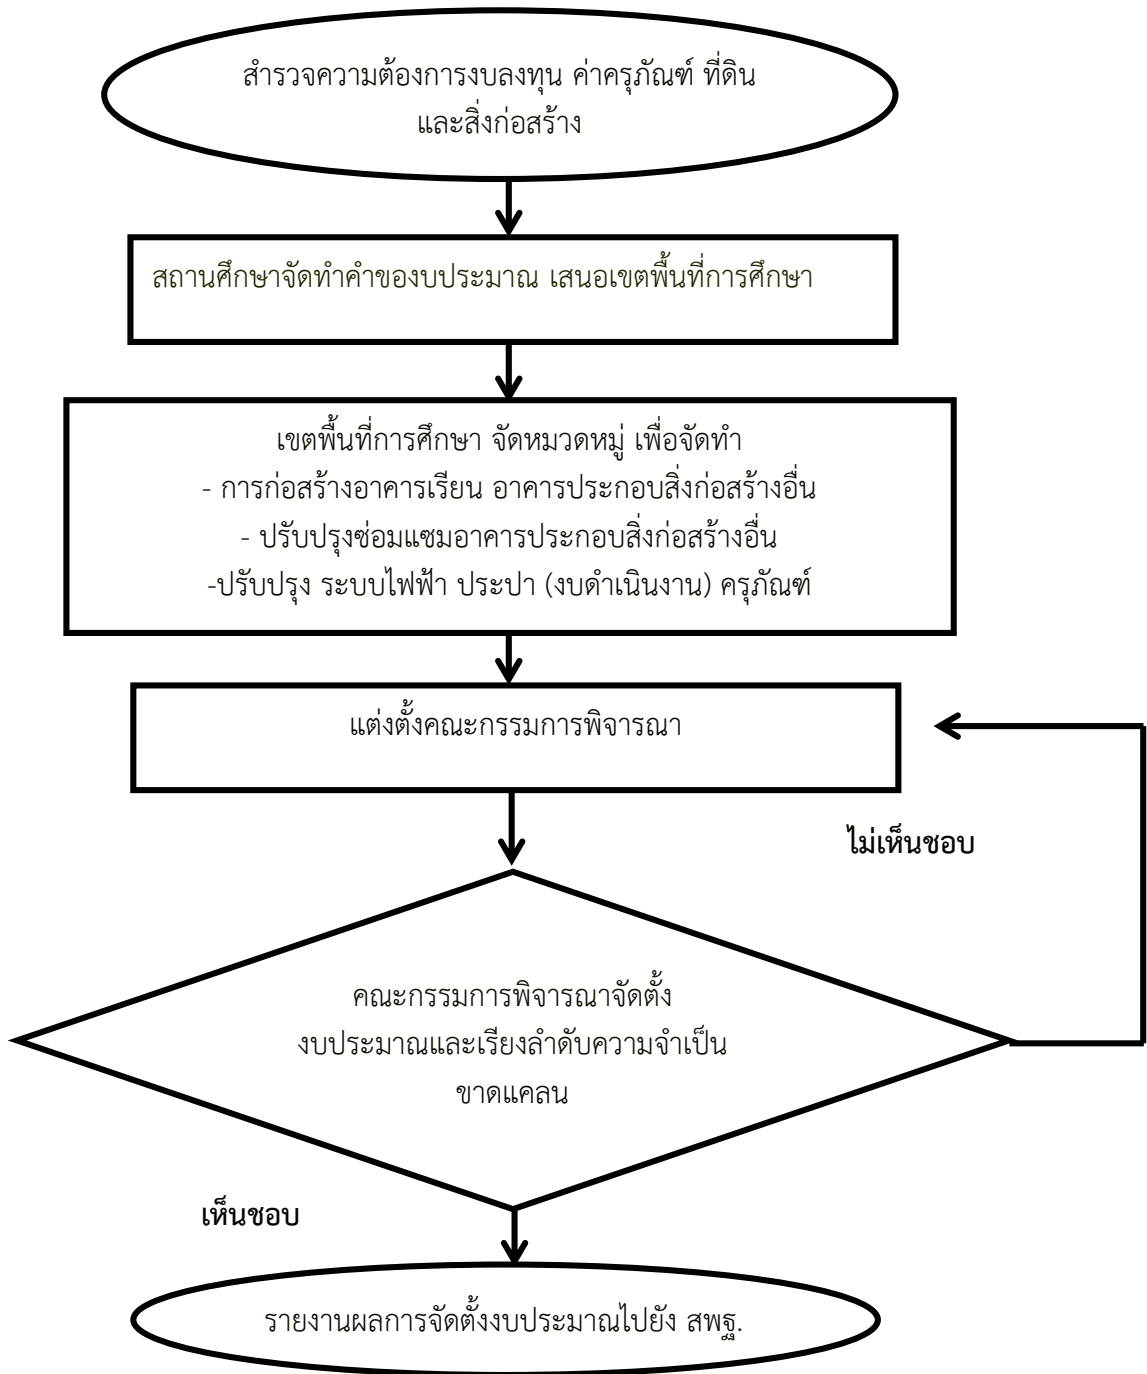 สำรวจความต้องการงบลงทุน ค่าครุภัณฑ์ ที่ดิน
และสิ่งก่อสร้าง
สถานศึกษาจัดทำคำของบประมาณ เสนอเขตพื้นที่การศึกษา
เขตพื้นที่การศึกษา จัดหมวดหมู่ เพื่อจัดทำ
- การก่อสร้างอาคารเรียน อาคารประกอบสิ่งก่อสร้างอื่น
- ปรับปรุงซ่อมแซมอาคารประกอบสิ่งก่อสร้างอื่น
-ปรับปรุง ระบบไฟฟ้า ประปา (งบดำเนินงาน) ครุภัณฑ์
แต่งตั้งคณะกรรมการพิจารณา
ไม่เห็นชอบ
คณะกรรมการพิจารณาจัดตั้ง
งบประมาณและเรียงลำดับความจำเป็น
ขาดแคลน
เห็นชอบ
รายงานผลการจัดตั้งงบประมาณไปยัง สพฐ.